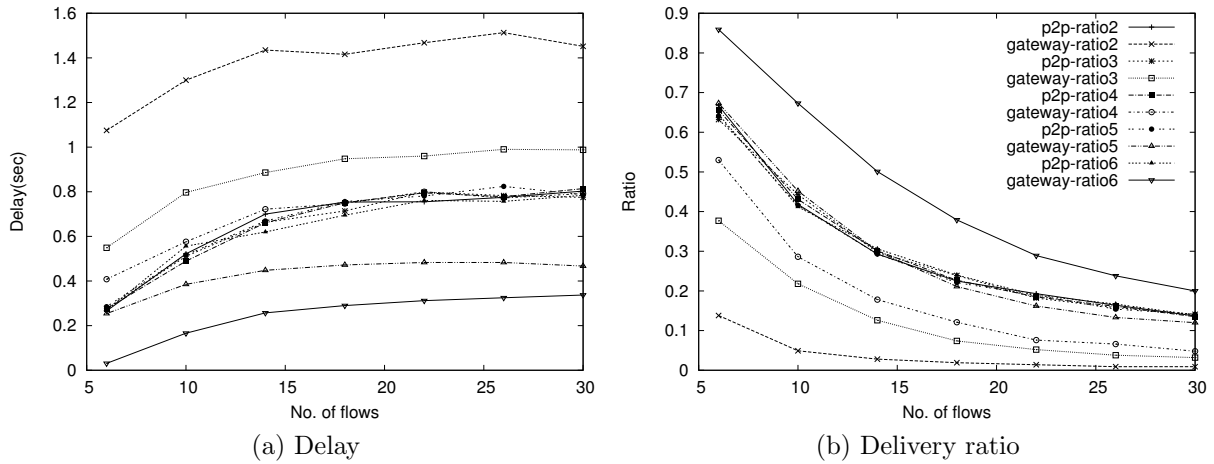 1.6
1.4
1.2
1
0.8
0.6
0.4
0.2
0
Delay(sec)
5 10 15 20 25 30
No. of flows
(a) Delay
0.9
0.8
0.7
0.6
0.5
0.4
0.3
0.2
0.1
0
Ratio
5 10 15 20 25 30
No. of flows
p2p-ratio2
gateway-ratio2
p2p-ratio3
gateway-ratio3
p2p-ratio4
gateway-ratio4
p2p-ratio5
gateway-ratio5
p2p-ratio6
gateway-ratio6
(b) Delivery ratio